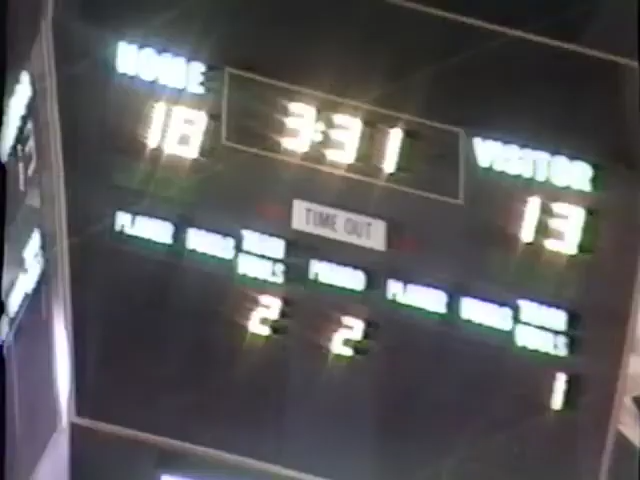 HOME
18
3:31
VISITOR
13
TIME OUT
PLAYER FOULS TEAM FOULS PERIOD PLAYER FOULS TEAM FOULS
2 2 1